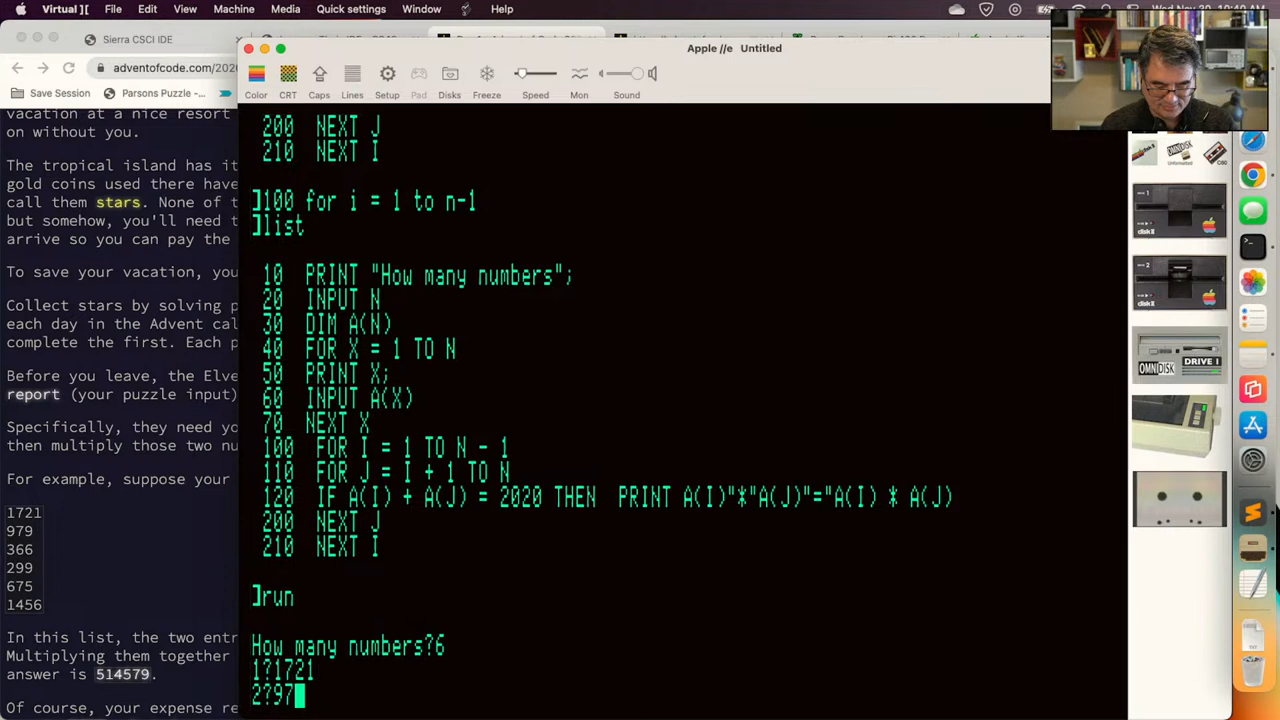 Virtual ][ File Edit View Machine Media Quick settings Window Help
Sierra CSCI IDE
Apple //e Untitled
adventofcode.com/202
Save Session Parsons Puzzle -...
Color CRT Caps Lines Setup Pad Disks Freeze Speed Mon Sound
vacation at a nice resort
on without you.
The tropical island has it
gold coins used there have
call them stars. None of t
but somehow, you'll need t
arrive so you can pay the
To save your vacation, you
Collect stars by solving p
each day in the Advent cal
complete the first. Each p
Before you leave, the Elve
report (your puzzle input)
Specifically, they need yo
then multiply those two nu
For example, suppose your
1721
979
366
299
675
1456
In this list, the two entr
Multiplying them together
answer is 514579.
Of course, your expense re
200 NEXT J
210 NEXT I
]100 for i = 1 to n-1
]list
10 PRINT "How many numbers";
20 INPUT N
30 DIM A(N)
40 FOR X = 1 TO N
50 PRINT X;
60 INPUT A(X)
70 NEXT X
100 FOR I = 1 TO N - 1
110 FOR J = I + 1 TO N
120 IF A(I) + A(J) = 2020 THEN PRINT A(I)"*"A(J)"="A(I) * A(J)
200 NEXT J
210 NEXT I
]run
How many numbers?6
1?1721
2?97
disk II
disk II
OMNIDISK DRIVE 1
TXT